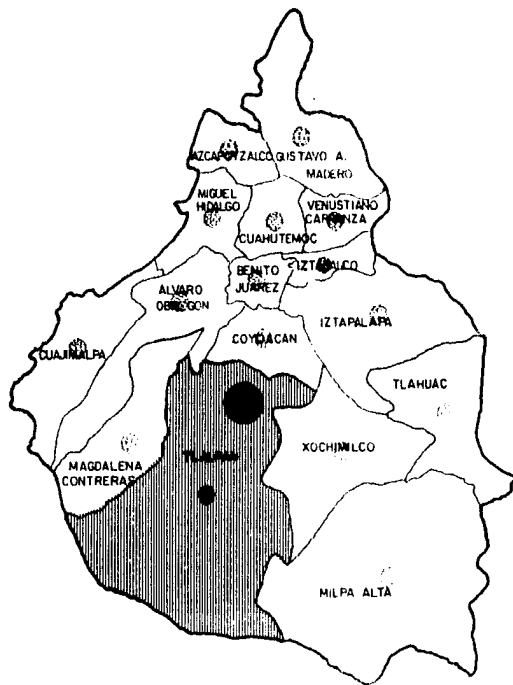 AZCAPOTZALCO
GUSTAVO A.
MADERO
MIGUEL
HIDALGO
VENUSTIANO
CARRANZA
CUAHUTEMOC
BENITO
JUAREZ
IZTACALCO
ALVARO
OBREGON
IZTAPALAPA
COYOACAN
CUAJIMALPA
TLAHUAC
TLALPAN
XOCHIMILCO
MAGDALENA
CONTRERAS
MILPA ALTA